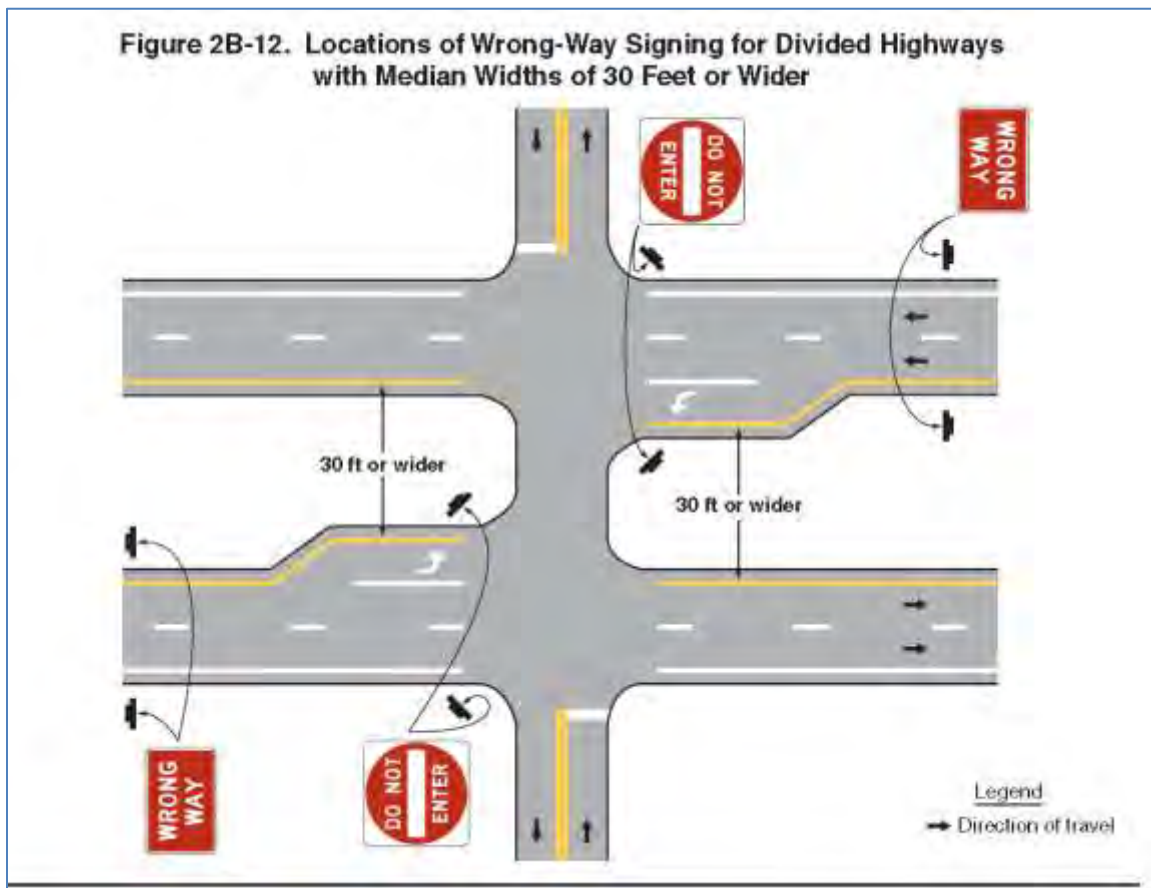 Figure 2B-12. Locations of Wrong-Way Signing for Divided Highways
with Median Widths of 30 Feet or Wider
DO NOT
ENTER
WRONG
WAY
30 ft or wider
30 ft or wider
WRONG
WAY
DO NOT
ENTER
Legend
Direction of travel